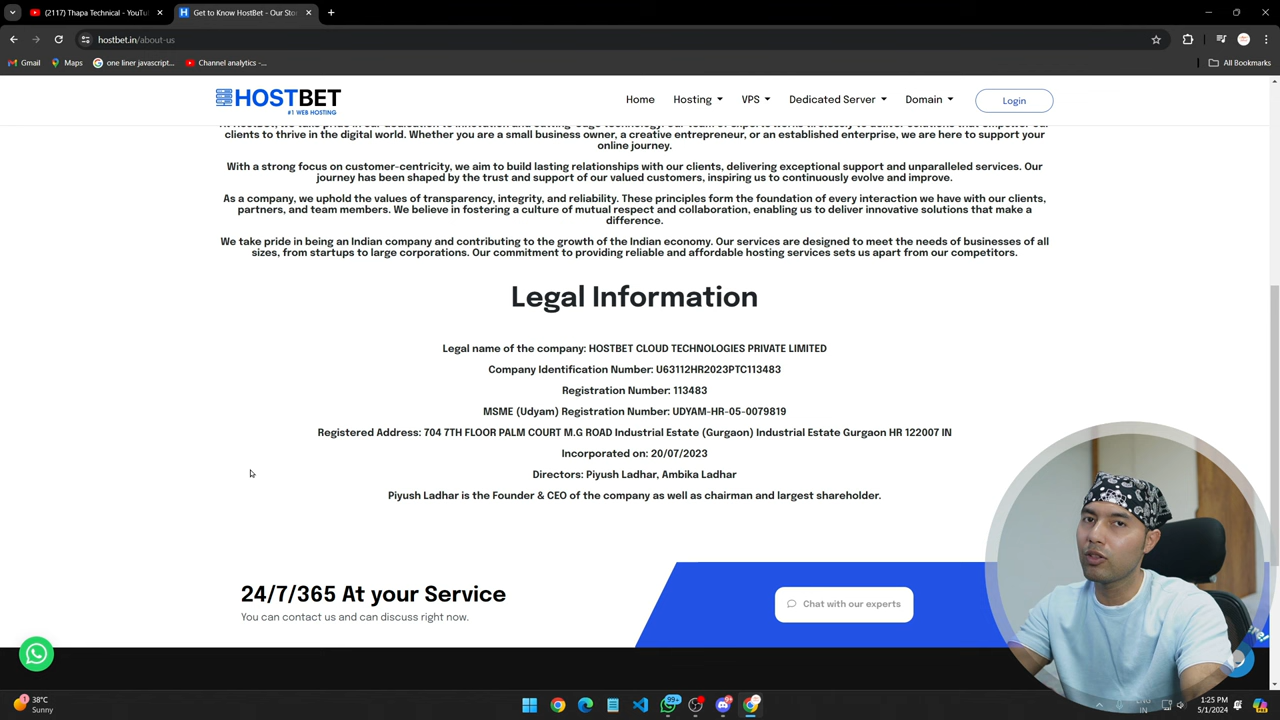 (2117) Thapa Technical - YouTu
Get to Know HostBet - Our Sto
hostbet.in/about-us
Gmail
Maps
one liner javascript...
Channel analytics -...
All Bookmarks
HOSTBET
#1 WEB HOSTING
Home
Hosting
VPS
Dedicated Server
Domain
Login
clients to thrive in the digital world. Whether you are a small business owner, a creative entrepreneur, or an established enterprise, we are here to support your
online journey.
With a strong focus on customer-centricity, we aim to build lasting relationships with our clients, delivering exceptional support and unparalleled services. Our
journey has been shaped by the trust and support of our valued customers, inspiring us to continuously evolve and improve.
As a company, we uphold the values of transparency, integrity, and reliability. These principles form the foundation of every interaction we have with our clients,
partners, and team members. We believe in fostering a culture of mutual respect and collaboration, enabling us to deliver innovative solutions that make a
difference.
We take pride in being an Indian company and contributing to the growth of the Indian economy. Our services are designed to meet the needs of businesses of all
sizes, from startups to large corporations. Our commitment to providing reliable and affordable hosting services sets us apart from our competitors.
Legal Information
Legal name of the company: HOSTBET CLOUD TECHNOLOGIES PRIVATE LIMITED
Company Identification Number: U63112HR2023PTC113483
Registration Number: 113483
MSME (Udyam) Registration Number: UDYAM-HR-05-0079819
Registered Address: 704 7TH FLOOR PALM COURT M.G ROAD Industrial Estate (Gurgaon) Industrial Estate Gurgaon HR 122007 IN
Incorporated on: 20/07/2023
Directors: Piyush Ladhar, Ambika Ladhar
Piyush Ladhar is the Founder & CEO of the company as well as chairman and largest shareholder.
24/7/365 At your Service
You can contact us and can discuss right now.
Chat with our experts
38°C
Sunny
99+
1:25 PM
5/1/2024